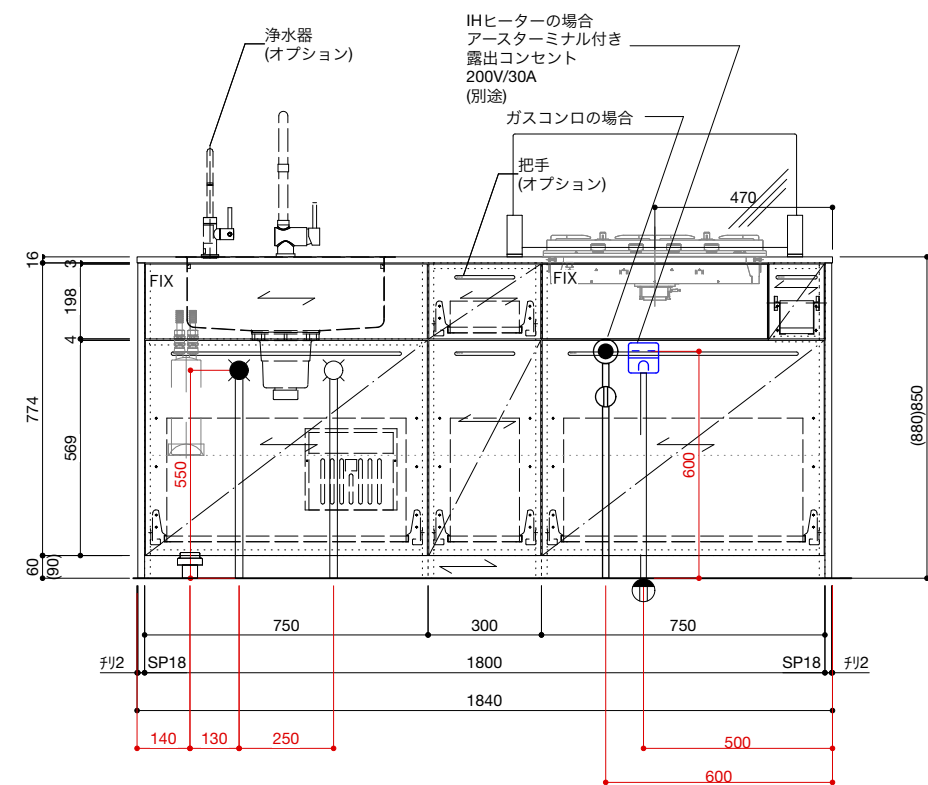 浄水器
(オプション)
IHヒーターの場合
アースターミナル付き
露出コンセント
200V/30A
(別途)
ガスコンロの場合
把手
(オプション)
470
16
3
FIX
FIX
198
4
774
569
550
600
(880)850
60
(90)
750
300
750
チリ2
SP18
1800
SP18
チリ2
1840
140
130
250
500
600